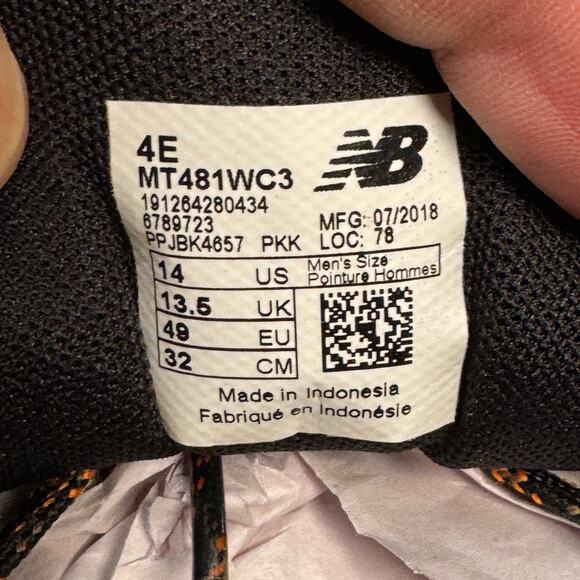 4E
MT481WC3
NB
191264280434
6789723
PPJBK4657 PKK
MFG: 07/2018
LOC: 78
14 US
13.5 UK
49 EU
32 CM
Men's Size
Pointure Hommes
Made in Indonesia
Fabriqué en Indonésie